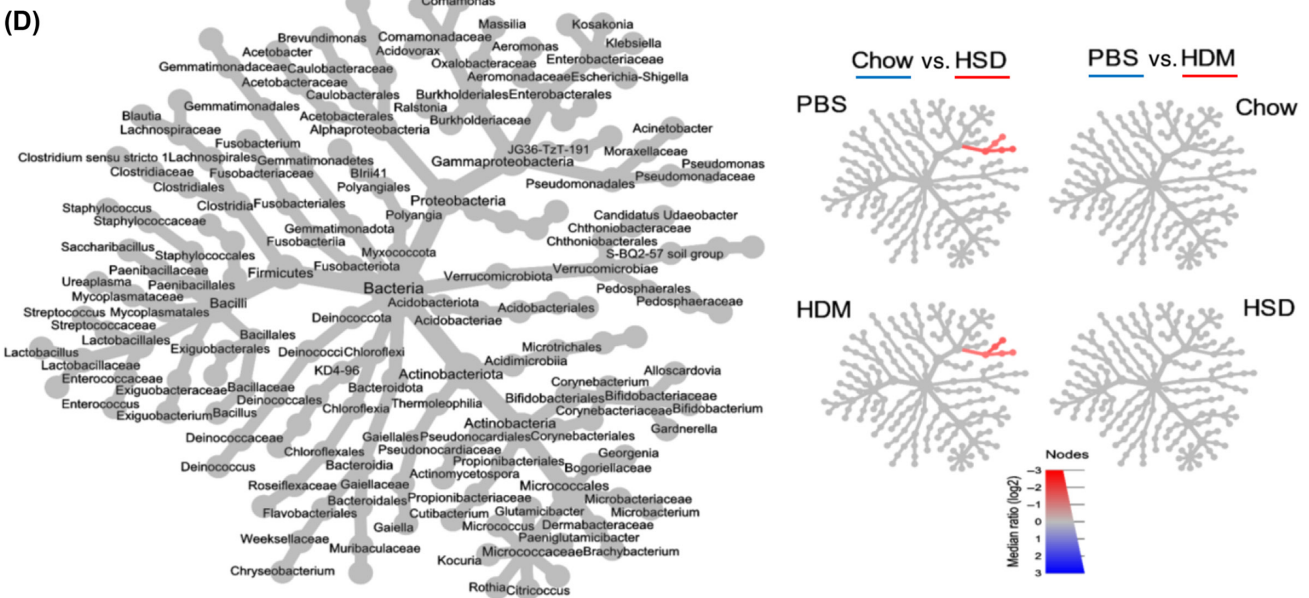 (D)
Comamonas
Massilia
Kosakonia
Brevundimonas
Comamonadaceae
Klebsiella
Acetobacter
Acidovorax
Aeromonas
Enterobacteriaceae
Gemmatimonadaceae
Caulobacteraceae
Oxalobacteraceae
Acetobacteraceae
Aeromonadaceae
Escherichia-Shigella
Caulobacterales
Burkholderiales
Enterobacterales
Gemmatimonadales
Ralstonia
Blautia
Acetobacterales
Burkholderiaceae
Lachnospiraceae
Alphaproteobacteria
Acinetobacter
Fusobacterium
JG36-TzT-191
Moraxellaceae
Clostridium sensu stricto 1
Lachnospirales
Gemmatimonadetes
Gammaproteobacteria
Pseudomonas
Clostridiaceae
Fusobacteriaceae
BIrii41
Pseudomonadaceae
Clostridiales
Polyangiales
Pseudomonadales
Staphylococcus
Clostridia
Fusobacteriales
Proteobacteria
Staphylococcaceae
Polyangia
Candidatus Udaeobacter
Gemmatimonadota
Chthoniobacteraceae
Saccharibacillus
Fusobacteriia
Chthoniobacterales
Staphylococcales
Myxococcota
S-BQ2-57 soil group
Paenibacillaceae
Firmicutes
Fusobacteriota
Verrucomicrobiota
Verrucomicrobiae
Ureaplasma
Paenibacillales
Bacteria
Pedosphaerales
Mycoplasmataceae
Bacilli
Acidobacteriota
Acidobacteriales
Pedosphaeraceae
Streptococcus
Mycoplasmatales
Deinococcota
Acidobacteriae
Streptococcaceae
Lactobacillales
Bacillales
Lactobacillus
Exiguobacterales
Deinococci
Chloroflexi
Microtrichales
Lactobacillaceae
KD4-96
Actinobacteriota
Acidimicrobiia
Alloscardovia
Enterococcaceae
Exiguobacteraceae
Bacillaceae
Bacteroidota
Corynebacterium
Enterococcus
Deinococcales
Thermoleophilia
Bifidobacteriales
Bifidobacteriaceae
Exiguobacterium
Bacillus
Chloroflexia
Corynebacteriaceae
Bifidobacterium
Actinobacteria
Gardnerella
Deinococcaceae
Gaiellales
Pseudonocardiales
Corynebacteriales
Chloroflexales
Pseudonocardiaceae
Georgenia
Deinococcus
Bacteroidia
Propionibacteriales
Bogoriellaceae
Actinomycetospora
Roseiflexaceae
Gaiellaceae
Micrococcales
Bacteroidales
Propionibacteriaceae
Microbacteriaceae
Flavobacteriales
Cutibacterium
Glutamicibacter
Microbacterium
Gaiella
Micrococcus
Dermabacteraceae
Weeksellaceae
Paeniglutamicibacter
Muribaculaceae
Micrococcaceae
Brachybacterium
Kocuria
Chryseobacterium
Rothia
Citricoccus
Chow vs. HSD
PBS vs. HDM
PBS
Chow
HDM
HSD
Nodes
Median ratio (log2)
−3
−2
−1
0
1
2
3